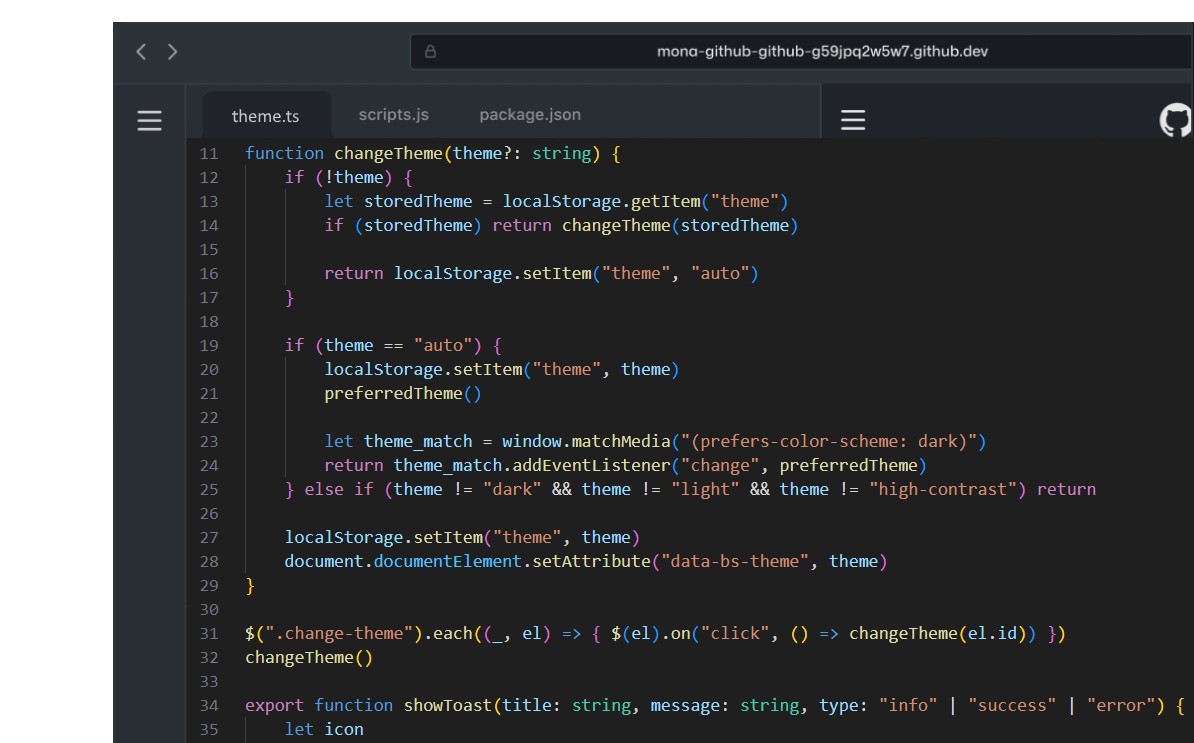 mona-github-github-g59jpq2w5w7.github.dev
theme.ts scripts.js package.json
11 function changeTheme(theme?: string) {
12     if (!theme) {
13         let storedTheme = localStorage.getItem("theme")
14         if (storedTheme) return changeTheme(storedTheme)
15
16         return localStorage.setItem("theme", "auto")
17     }
18
19     if (theme == "auto") {
20         localStorage.setItem("theme", theme)
21         preferredTheme()
22
23         let theme_match = window.matchMedia("(prefers-color-scheme: dark)")
24         return theme_match.addEventListener("change", preferredTheme)
25     } else if (theme != "dark" && theme != "light" && theme != "high-contrast") return
26
27     localStorage.setItem("theme", theme)
28     document.documentElement.setAttribute("data-bs-theme", theme)
29 }
30
31 $(".change-theme").each((_, el) => { $(el).on("click", () => changeTheme(el.id)) })
32 changeTheme()
33
34 export function showToast(title: string, message: string, type: "info" | "success" | "error") {
35     let icon